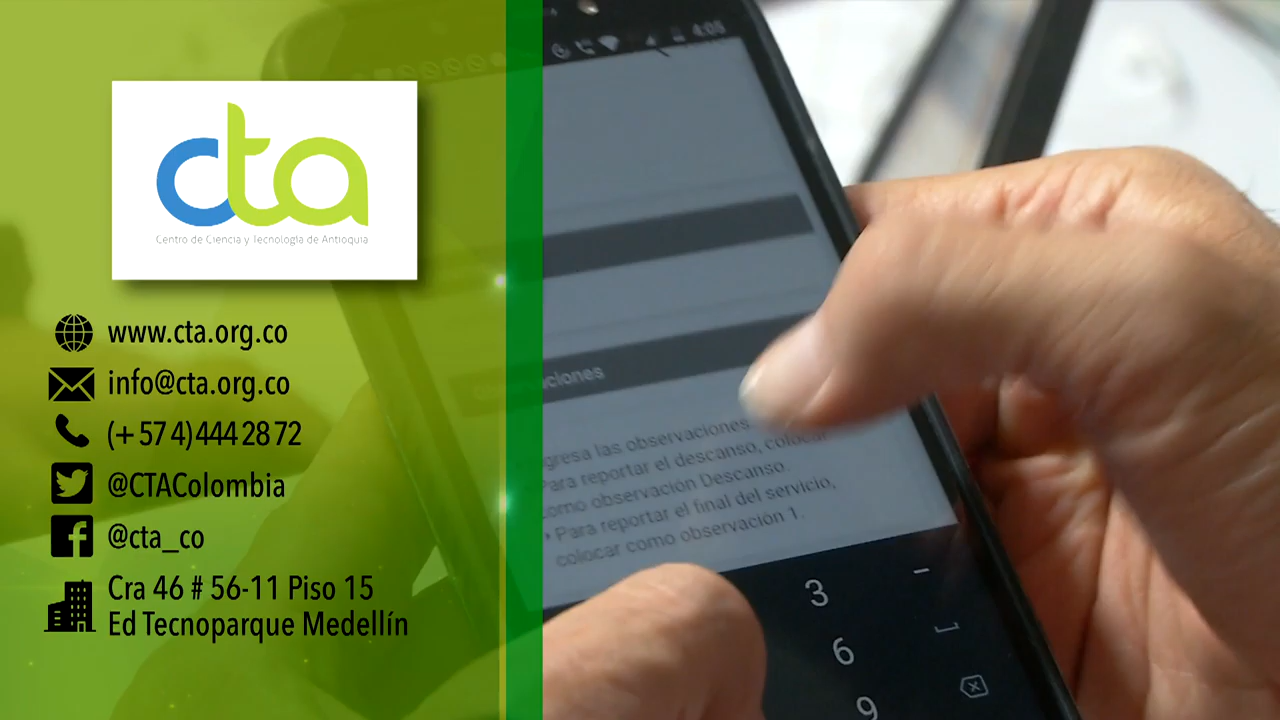 cta
Centro de Ciencia y Tecnología de Antioquia
www.cta.org.co
info@cta.org.co
(+57 4) 444 28 72
@CTAColombia
@cta_co
Cra 46 # 56-11 Piso 15
Ed Tecnoparque Medellín
4:05
las observaciones
Para reportar el descanso, colocar
como observación Descanso.
• Para reportar el final del servicio,
colocar como observación 1.
3 –
6
9